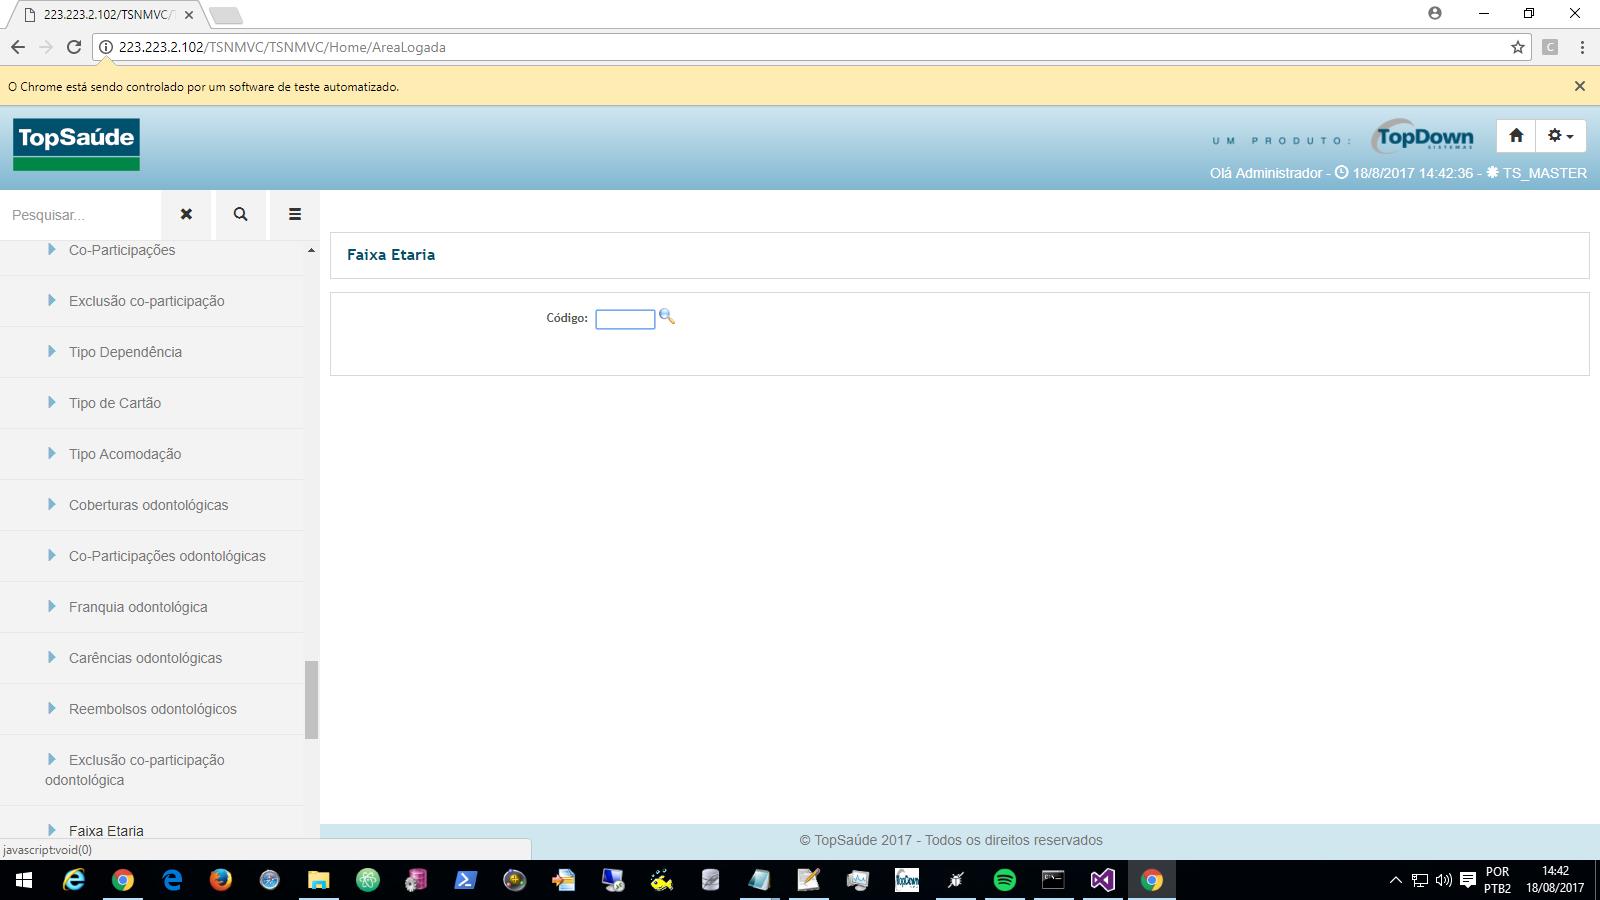 223.223.2.102/TSNMVC/
223.223.2.102/TSNMVC/TSNMVC/Home/AreaLogada
C
O Chrome está sendo controlado por um software de teste automatizado.
TopSaúde
UM PRODUTO:
TopDown
SISTEMAS
Olá Administrador - 18/8/2017 14:42:36 - TS_MASTER
Pesquisar...
Co-Participações
Exclusão co-participação
Tipo Dependência
Tipo de Cartão
Tipo Acomodação
Coberturas odontológicas
Co-Participações odontológicas
Franquia odontológica
Carências odontológicas
Reembolsos odontológicos
Exclusão co-participação
odontológica
Faixa Etaria
javascript:void(0)
Faixa Etaria
Código:
© TopSaúde 2017 - Todos os direitos reservados
TopDown
POR
PTB2
14:42
18/08/2017